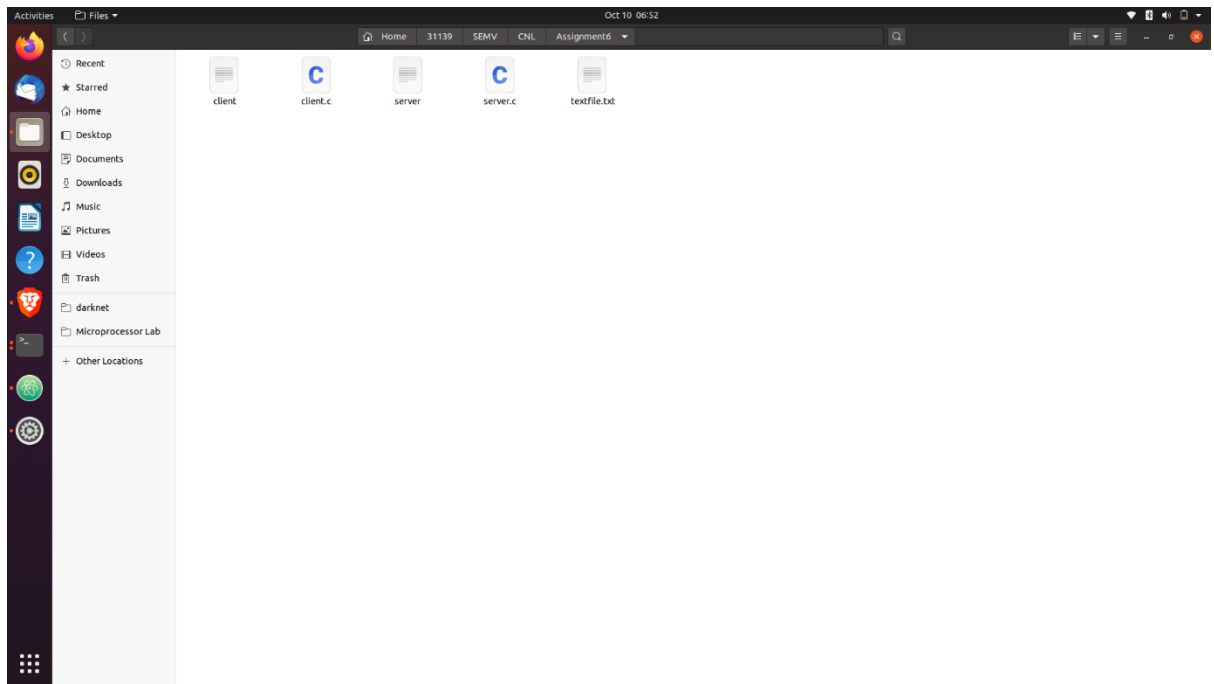 Activities Files Oct 10 06:52
Home 31139 SEMV CNL Assignment6
Recent
Starred
Home
Desktop
Documents
Downloads
Music
Pictures
Videos
Trash
darknet
Microprocessor Lab
+ Other Locations
client client.c server server.c textfile.txt